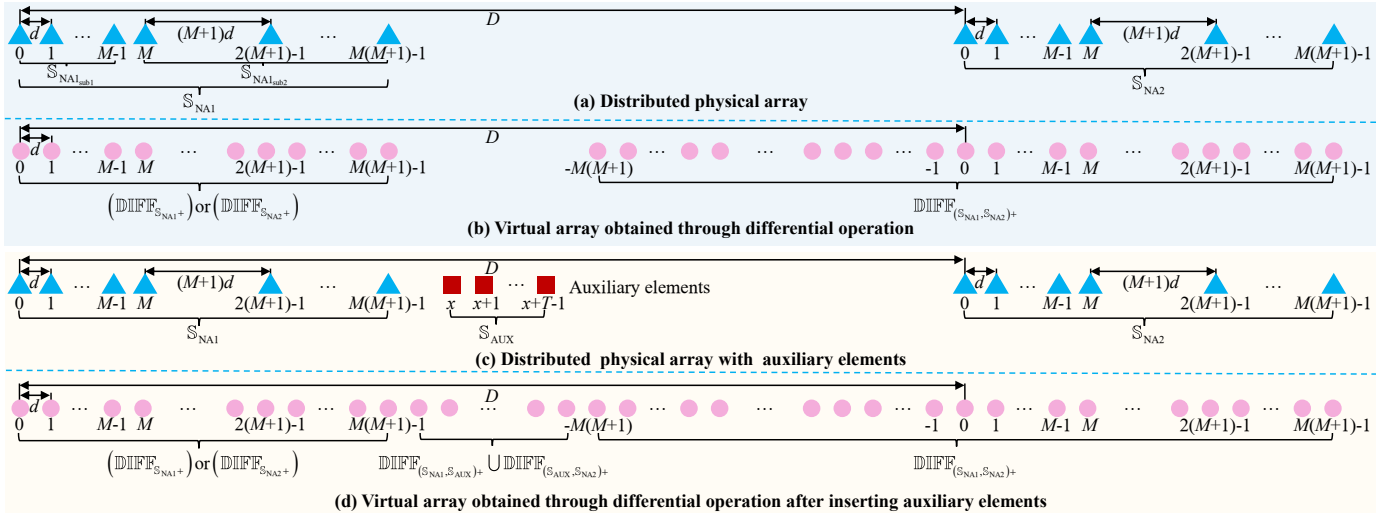 D
d ... (M+1)d ... d ... (M+1)d ...
0 1 M-1 M 2(M+1)-1 M(M+1)-1 0 1 M-1 M 2(M+1)-1 M(M+1)-1
𝕊NA1sub1 𝕊NA1sub2 𝕊NA2
𝕊NA1
(a) Distributed physical array
D
d ... ... ... ... ... ... ... ... ... ...
0 1 M-1 M 2(M+1)-1 M(M+1)-1 -M(M+1) -1 0 1 M-1 M 2(M+1)-1 M(M+1)-1
(𝔻𝕀𝔽𝔽𝕊NA1+) or (𝔻𝕀𝔽𝔽𝕊NA2+) 𝔻𝕀𝔽𝔽(𝕊NA1,𝕊NA2)+
(b) Virtual array obtained through differential operation
D
d ... (M+1)d ... ... Auxiliary elements d ... (M+1)d ...
0 1 M-1 M 2(M+1)-1 M(M+1)-1 x x+1 x+T-1 0 1 M-1 M 2(M+1)-1 M(M+1)-1
𝕊NA1 𝕊AUX 𝕊NA2
(c) Distributed physical array with auxiliary elements
D
d ... ... ... ... ... ... ... ... ... ... ...
0 1 M-1 M 2(M+1)-1 M(M+1)-1 -M(M+1) -1 0 1 M-1 M 2(M+1)-1 M(M+1)-1
(𝔻𝕀𝔽𝔽𝕊NA1+) or (𝔻𝕀𝔽𝔽𝕊NA2+) 𝔻𝕀𝔽𝔽(𝕊NA1,𝕊AUX)+ ⋃ 𝔻𝕀𝔽𝔽(𝕊AUX,𝕊NA2)+ 𝔻𝕀𝔽𝔽(𝕊NA1,𝕊NA2)+
(d) Virtual array obtained through differential operation after inserting auxiliary elements